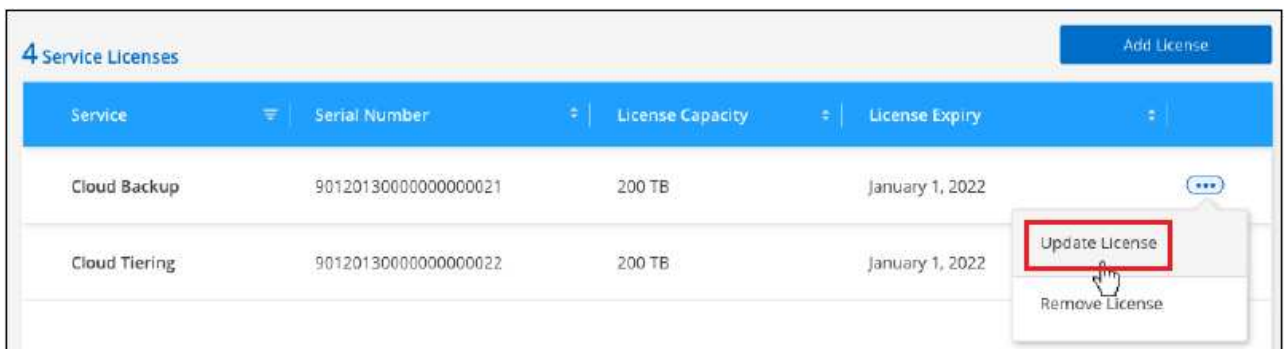 4 Service Licenses
Add License
Service Serial Number License Capacity License Expiry
Cloud Backup 90120130000000000021 200 TB January 1, 2022
Update License
Cloud Tiering 90120130000000000022 200 TB January 1, 2022
Remove License